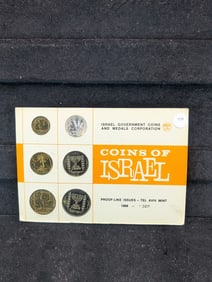 ISRAEL GOVERNMENT COINS
AND MEDALS CORPORATION
COINS OF
ISRAEL
PROOF-LIKE ISSUES - TEL AVIV MINT